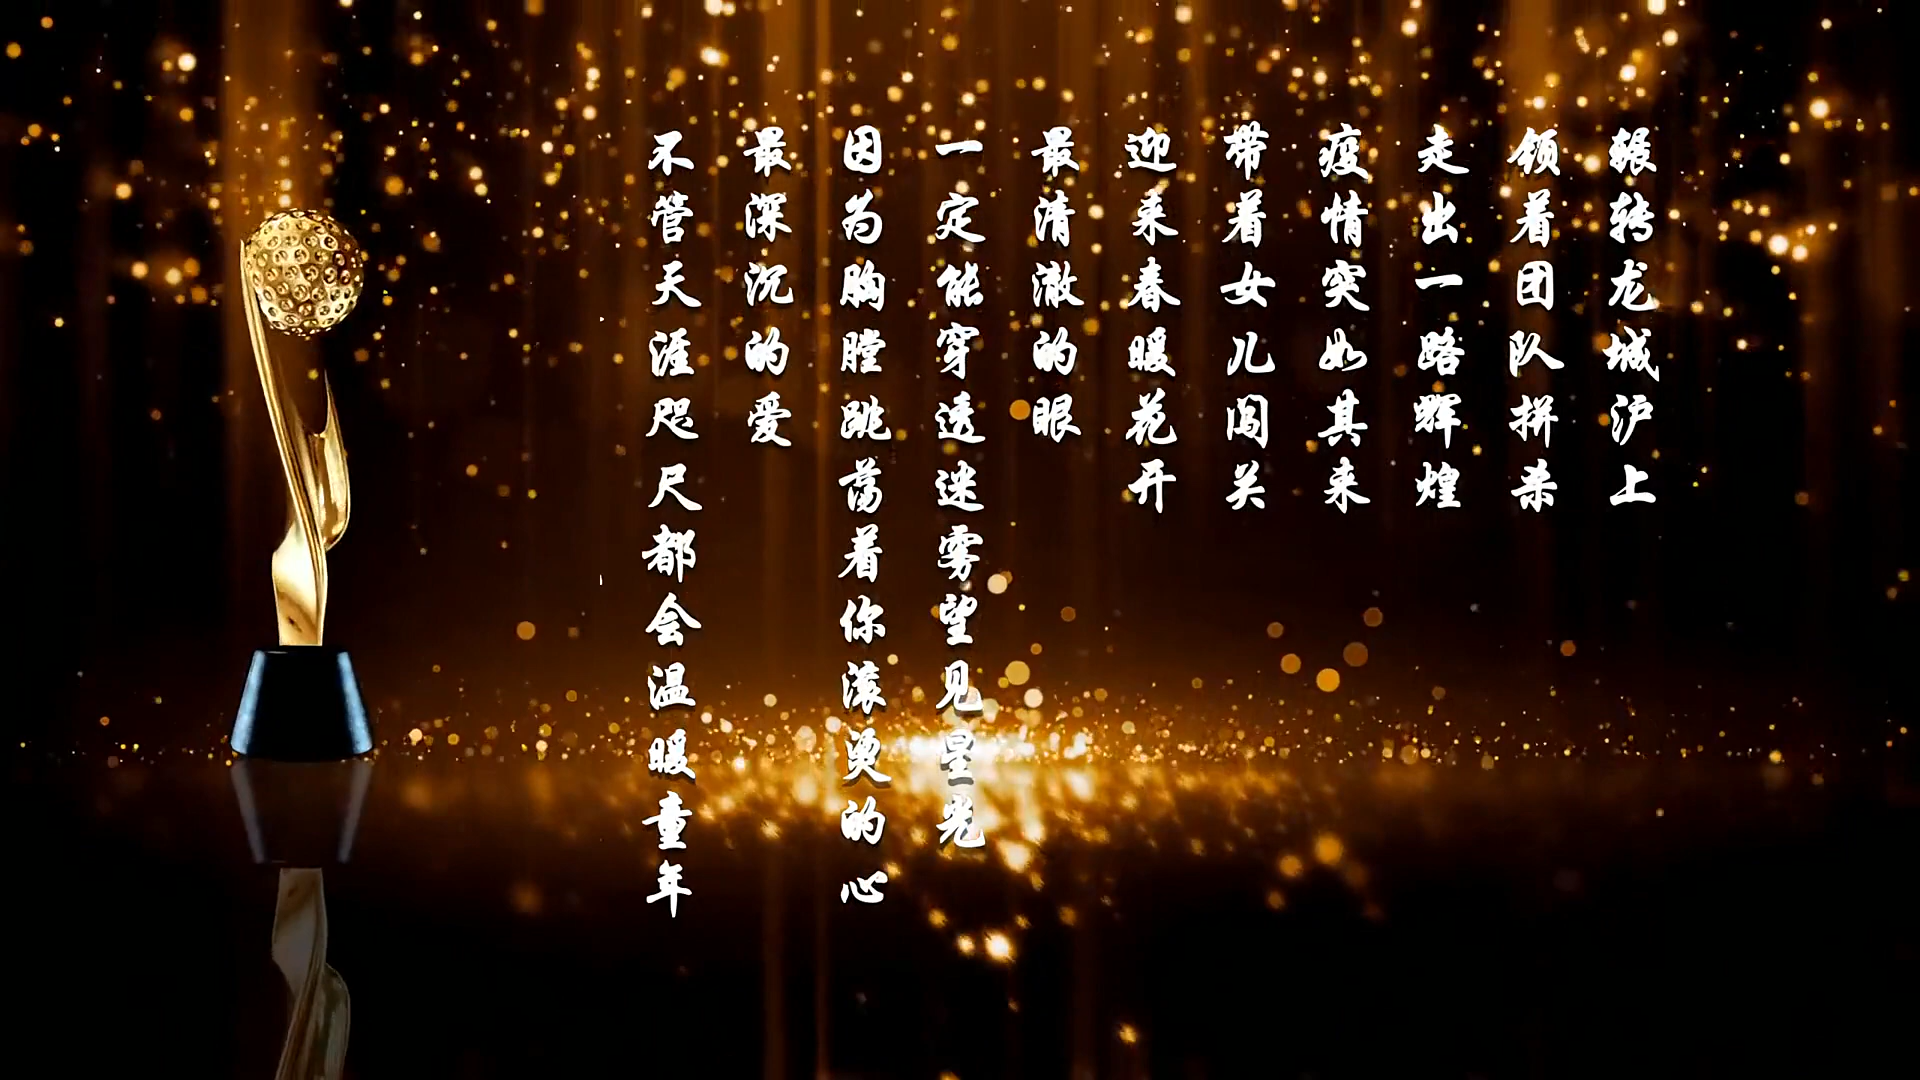 辗转龙城沪上
领着团队拼杀
走出一路辉煌
疫情突如其来
带着女儿闯关
迎来春暖花开
最清澈的眼
一定能穿透迷雾望见星光
因为胸膛跳荡着你滚烫的心
最深沉的爱
不管天涯咫尺都会温暖童年